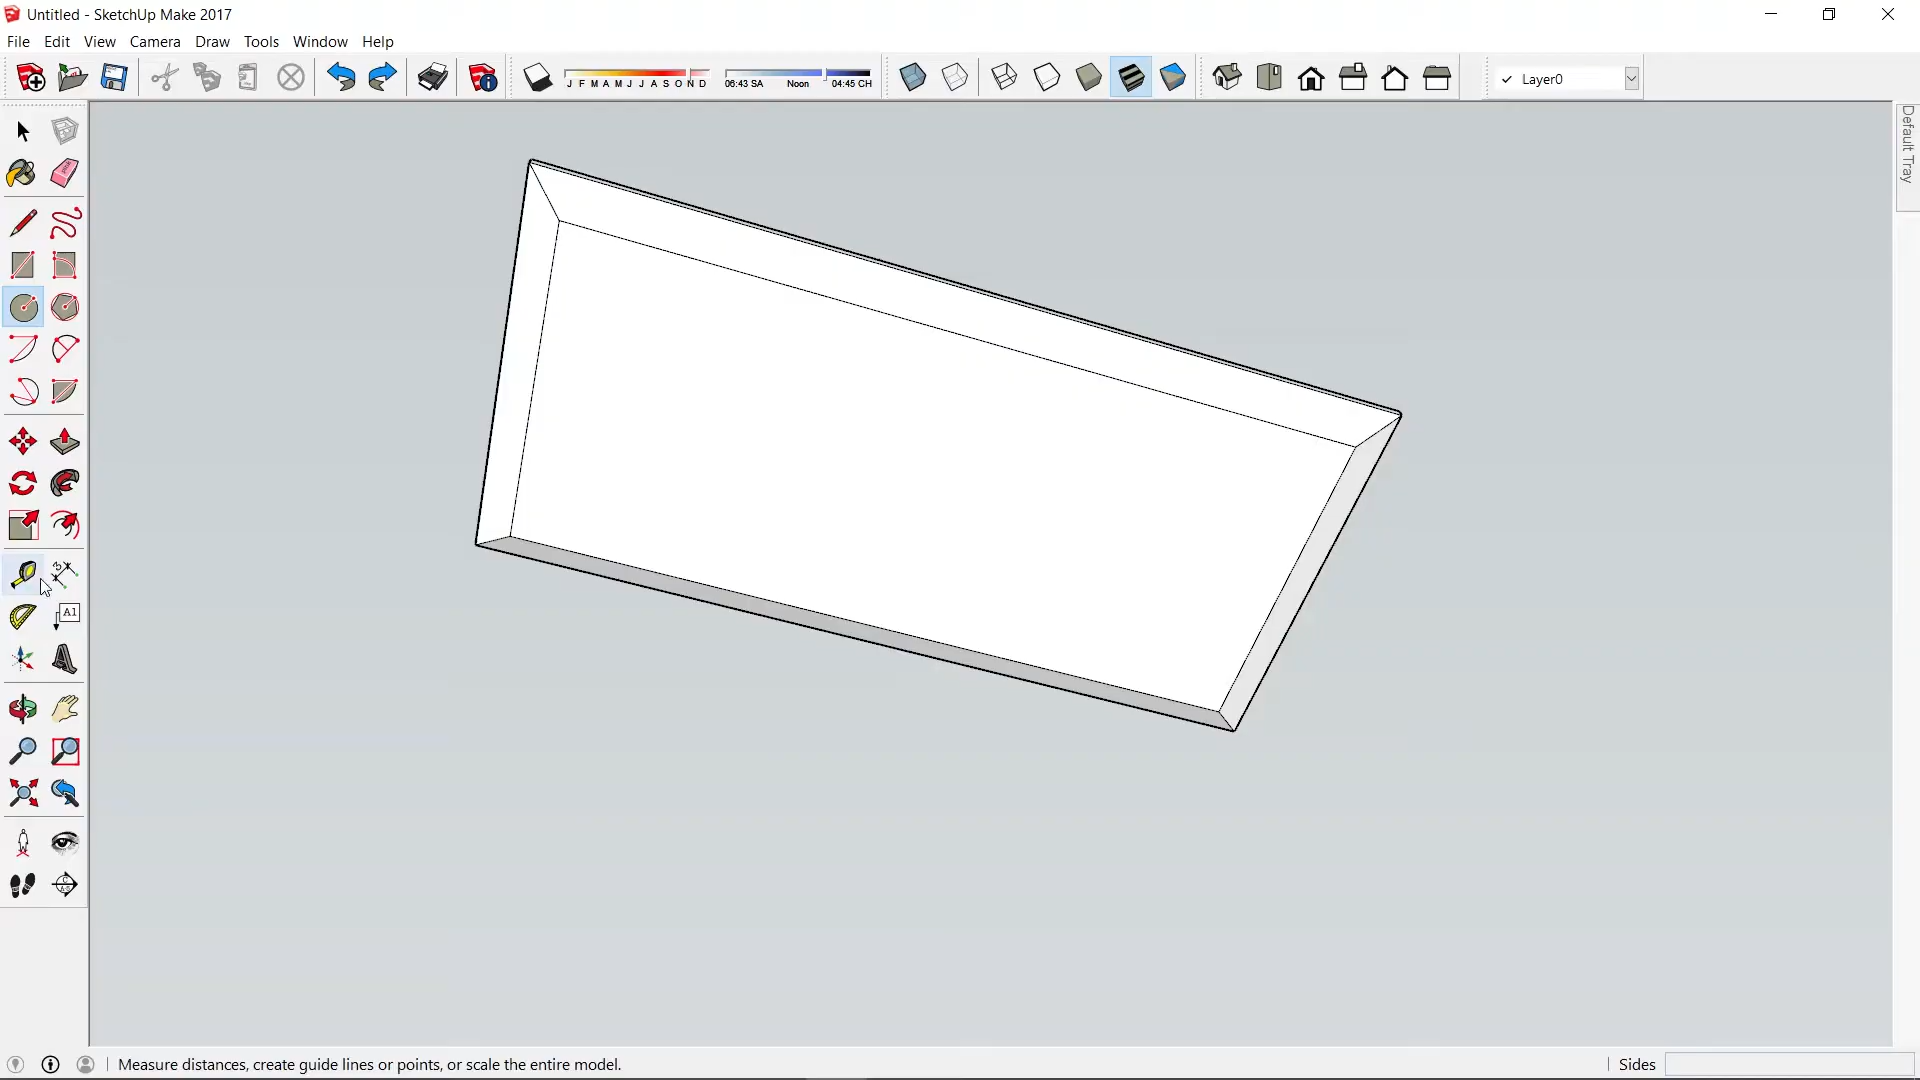 Untitled - SketchUp Make 2017
File Edit View Camera Draw Tools Window Help
J F M A M J J A S O N D
06:43 SA Noon 04:45 CH
Layer0
Default Tray
A1
Measure distances, create guide lines or points, or scale the entire model.
Sides